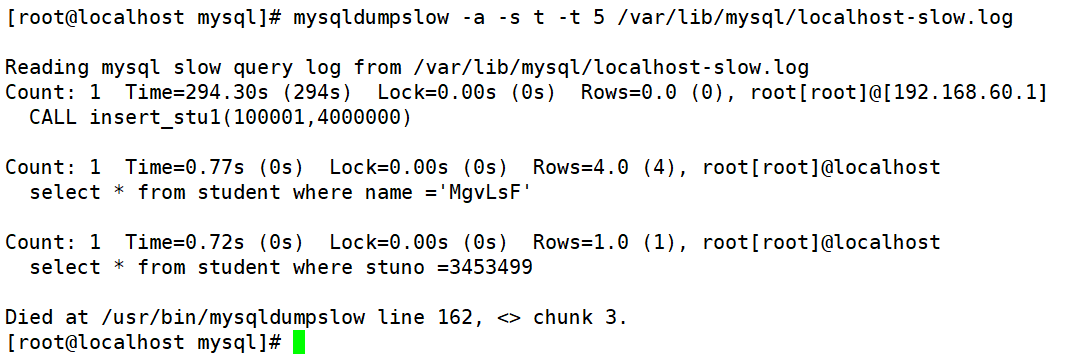 [root@localhost mysql]# mysqldumpslow -a -s t -t 5 /var/lib/mysql/localhost-slow.log
Reading mysql slow query log from /var/lib/mysql/localhost-slow.log
Count: 1  Time=294.30s (294s)  Lock=0.00s (0s)  Rows=0.0 (0), root[root]@[192.168.60.1]
  CALL insert_stu1(100001,4000000)
Count: 1  Time=0.77s (0s)  Lock=0.00s (0s)  Rows=4.0 (4), root[root]@localhost
  select * from student where name ='MgvLsF'
Count: 1  Time=0.72s (0s)  Lock=0.00s (0s)  Rows=1.0 (1), root[root]@localhost
  select * from student where stuno =3453499
Died at /usr/bin/mysqldumpslow line 162, <> chunk 3.
[root@localhost mysql]#